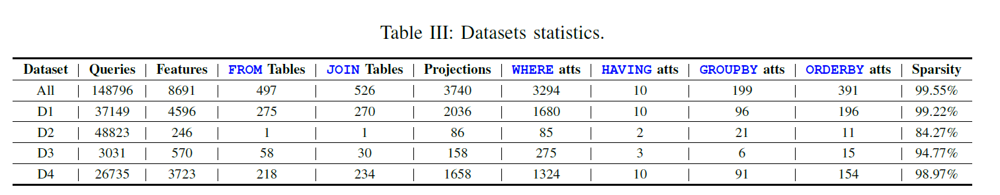 Table III: Datasets statistics.
Dataset | Queries | Features | FROM Tables | JOIN Tables | Projections | WHERE atts | HAVING atts | GROUPBY atts | ORDERBY atts | Sparsity
All | 148796 | 8691 | 497 | 526 | 3740 | 3294 | 10 | 199 | 391 | 99.55%
D1 | 37149 | 4596 | 275 | 270 | 2036 | 1680 | 10 | 96 | 196 | 99.22%
D2 | 48823 | 246 | 1 | 1 | 86 | 85 | 2 | 21 | 11 | 84.27%
D3 | 3031 | 570 | 58 | 30 | 158 | 275 | 3 | 6 | 15 | 94.77%
D4 | 26735 | 3723 | 218 | 234 | 1658 | 1324 | 10 | 91 | 154 | 98.97%